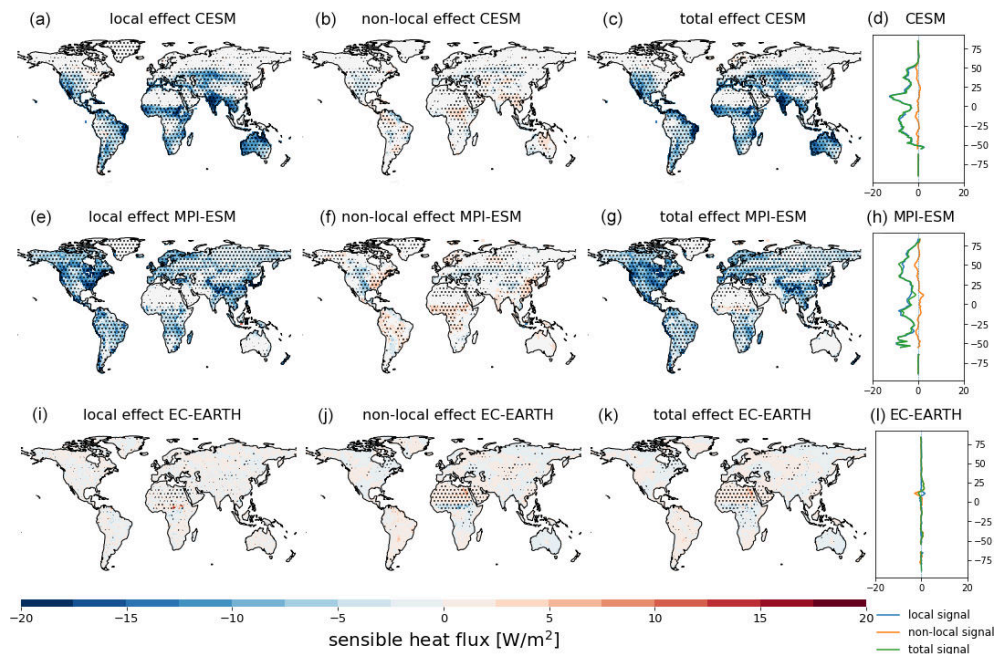 (a) local effect CESM (b) non-local effect CESM (c) total effect CESM (d) CESM
75
50
25
0
−25
−50
−75
−20 0 20
(e) local effect MPI-ESM (f) non-local effect MPI-ESM (g) total effect MPI-ESM (h) MPI-ESM
75
50
25
0
−25
−50
−75
−20 0 20
(i) local effect EC-EARTH (j) non-local effect EC-EARTH (k) total effect EC-EARTH (l) EC-EARTH
75
50
25
0
−25
−50
−75
−20 0 20
−20 −15 −10 −5 0 5 10 15 20
sensible heat flux [W/m²]
local signal
non-local signal
total signal